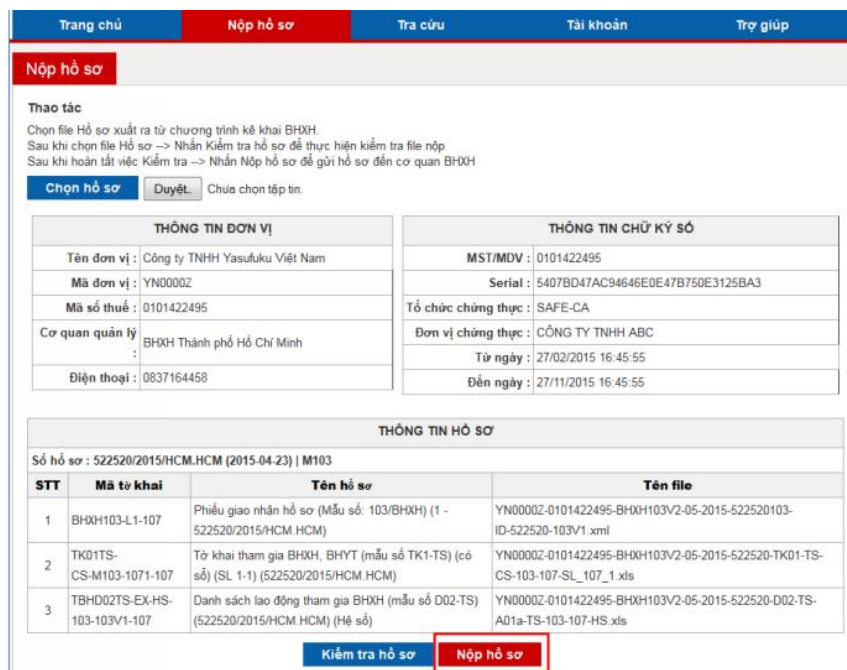 Trang chủ Nộp hồ sơ Tra cứu Tài khoản Trợ giúp
Nộp hồ sơ
Thao tác
Chọn file Hồ sơ xuất ra từ chương trình kê khai BHXH.
Sau khi chọn file Hồ sơ --> Nhấn Kiểm tra hồ sơ để thực hiện kiểm tra file nộp
Sau khi hoàn tất việc Kiểm tra --> Nhấn Nộp hồ sơ để gửi hồ sơ đến cơ quan BHXH
Chọn hồ sơ Duyệt.. Chưa chọn tệp tin.
THÔNG TIN ĐƠN VỊ
Tên đơn vị : Công ty TNHH Yasufuku Việt Nam
Mã đơn vị : YN0000Z
Mã số thuế : 0101422495
Cơ quan quản lý : BHXH Thành phố Hồ Chí Minh
Điện thoại : 0837164458
THÔNG TIN CHỮ KÝ SỐ
MST/MDV : 0101422495
Serial : 5407BD47AC94646E0E47B750E3125BA3
Tổ chức chứng thực : SAFE-CA
Đơn vị chứng thực : CÔNG TY TNHH ABC
Từ ngày : 27/02/2015 16:45:55
Đến ngày : 27/11/2015 16:45:55
THÔNG TIN HỒ SƠ
Số hồ sơ : 522520/2015/HCM.HCM (2015-04-23) | M103
STT Mã tờ khai Tên hồ sơ Tên file
1 BHXH103-L1-107 Phiếu giao nhận hồ sơ (Mẫu số: 103/BHXH) (1 -
522520/2015/HCM.HCM)
YN0000Z-0101422495-BHXH103V2-05-2015-522520103-
ID-522520-103V1.xml
2 TK01TS-
CS-M103-1071-107
Tờ khai tham gia BHXH, BHYT (mẫu số TK1-TS) (có
sổ) (SL 1-1) (522520/2015/HCM.HCM)
YN0000Z-0101422495-BHXH103V2-05-2015-522520-TK01-TS-
CS-103-107-SL_107_1.xls
3 TBHD02TS-EX-HS-
103-103V1-107
Danh sách lao động tham gia BHXH (mẫu số D02-TS)
(522520/2015/HCM.HCM) (Hệ số)
YN0000Z-0101422495-BHXH103V2-05-2015-522520-D02-TS-
A01a-TS-103-107-HS.xls
Kiểm tra hồ sơ Nộp hồ sơ